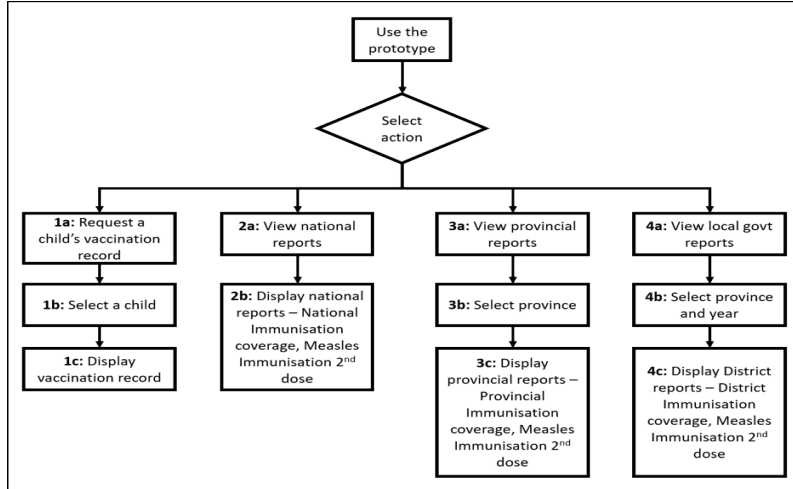 Use the
prototype
Select
action
1a: Request a
child's vaccination
record
1b: Select a child
1c: Display
vaccination record
2a: View national
reports
2b: Display national
reports – National
Immunisation
coverage, Measles
Immunisation 2nd
dose
3a: View provincial
reports
3b: Select province
3c: Display
provincial reports –
Provincial
Immunisation
coverage, Measles
Immunisation 2nd
dose
4a: View local govt
reports
4b: Select province
and year
4c: Display District
reports – District
Immunisation
coverage, Measles
Immunisation 2nd
dose